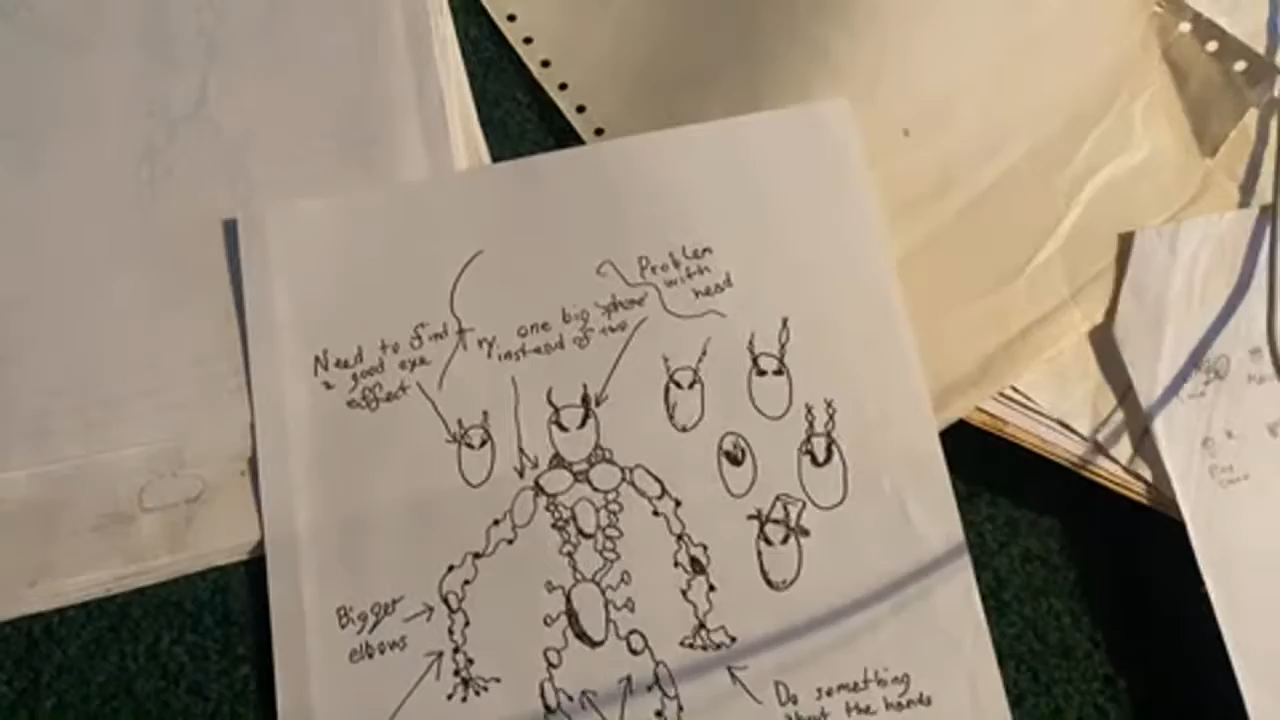 Problem
with
head
Need to find
a good eye
effect
Try one big
instead of two
Bigger
elbows
Do something
about the hands